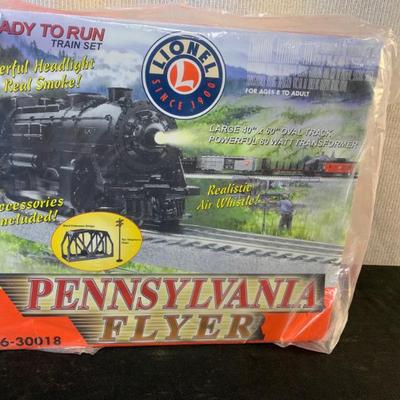 ADY TO RUN
TRAIN SET
erful Headlight
Real Smoke!
LIONEL
L
SINCE 1900
FOR AGES 8 TO ADULT
LARGE 40" x 60" OVAL TRACK
POWERFUL 80 WATT TRANSFORMER
Realistic
Air Whistle!
ccessories
ncluded!
PENNSYLVANIA
FLYER
6-30018